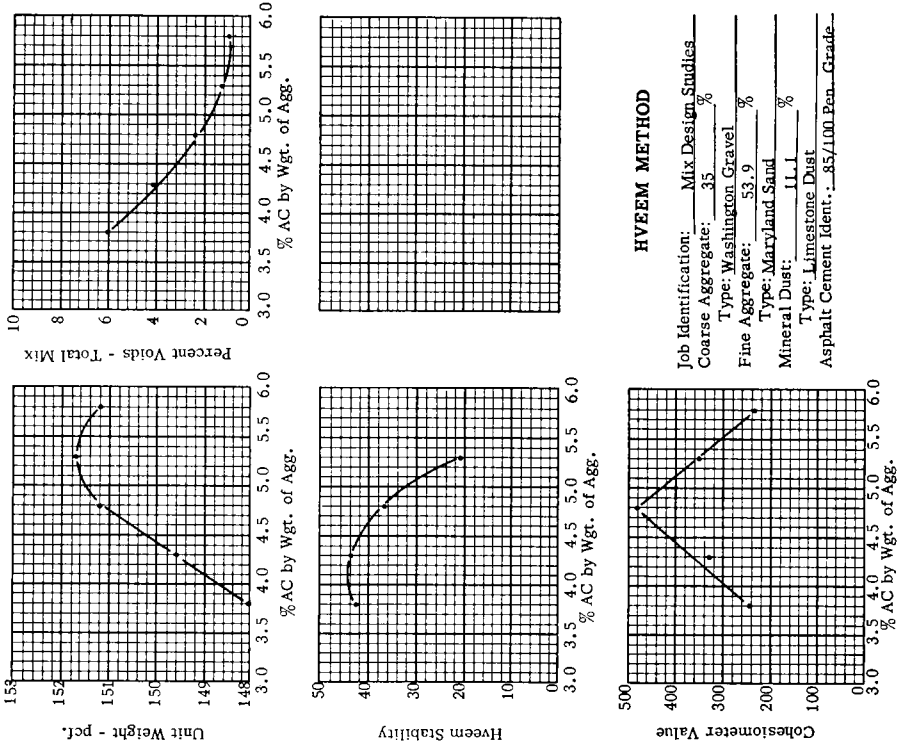 153
152
151
150
149
148
3.0 3.5 4.0 4.5 5.0 5.5 6.0
% AC by Wgt. of Agg.
Unit Weight - pcf.
10
8
6
4
2
0
3.0 3.5 4.0 4.5 5.0 5.5 6.0
% AC by Wgt. of Agg.
Percent Voids - Total Mix
50
40
30
20
10
0
3.0 3.5 4.0 4.5 5.0 5.5 6.0
% AC by Wgt. of Agg.
Hveem Stability
500
400
300
200
100
0
3.0 3.5 4.0 4.5 5.0 5.5 6.0
% AC by Wgt. of Agg.
Cohesiometer Value
HVEEM METHOD
Job Identification: Mix Design Studies
Coarse Aggregate: 35 %
Type: Washington Gravel
Fine Aggregate: 53.9 %
Type: Maryland Sand
Mineral Dust: 11.1 %
Type: Limestone Dust
Asphalt Cement Ident.: 85/100 Pen. Grade